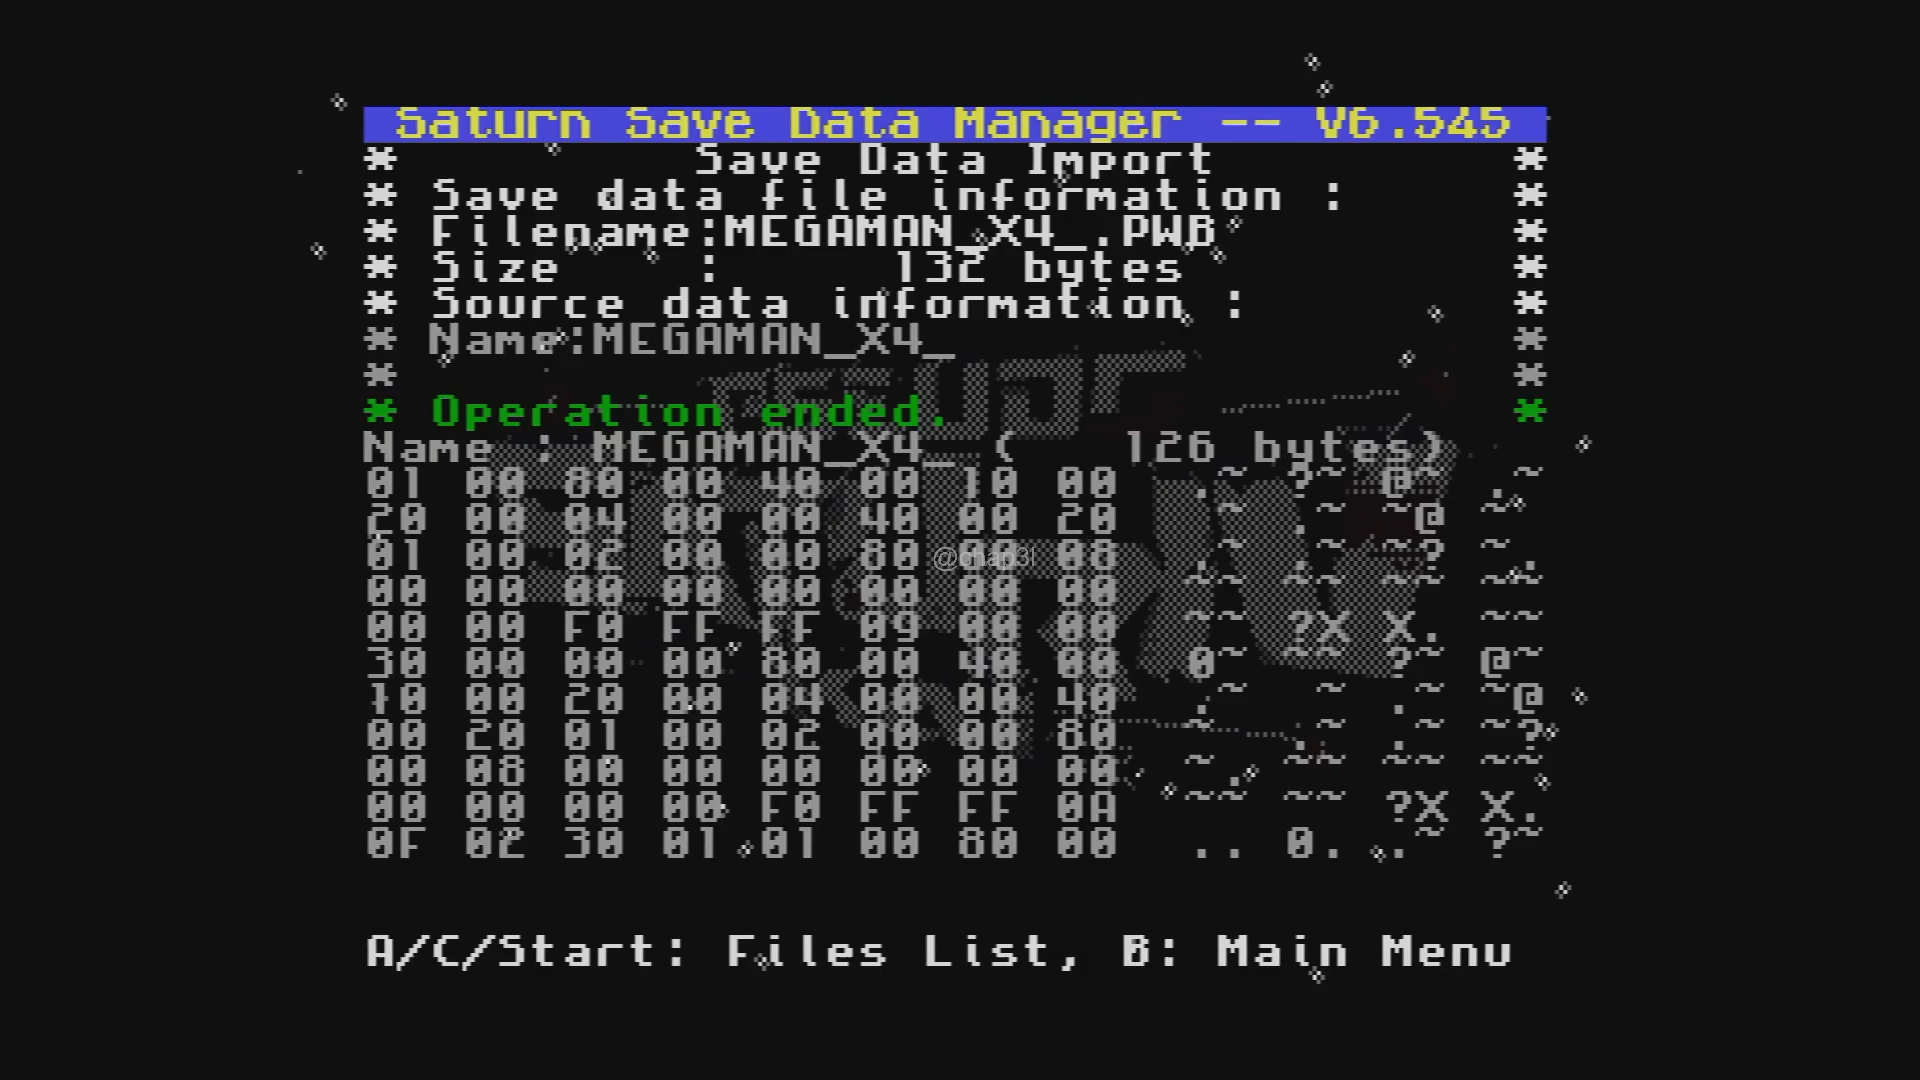 Saturn Save Data Manager -- V6.545
* Save Data Import *
* Save data file information : *
* Filename:MEGAMAN_X4_.PWB *
* Size : 132 bytes *
* Source data information : *
* Name:MEGAMAN_X4_ *
* *
* Operation ended. *
Name : MEGAMAN_X4_ ( 126 bytes)
01 00 80 00 40 00 10 00 .~ ?~ @~ .~
20 00 04 00 00 40 00 20 ~ .~ ~@ ~
01 00 02 00 00 80 00 08 .~ .~ ~? ~.
00 00 00 00 00 00 00 00 ~~ ~~ ~~ ~~
00 00 F0 FF FF 09 00 00 ~~ ?X X. ~~
30 00 00 00 80 00 40 00 0~ ~~ ?~ @~
10 00 20 00 04 00 00 40 .~ ~ .~ ~@
00 20 01 00 02 00 00 80 ~ .~ .~ ~?
00 08 00 00 00 00 00 00 ~. ~~ ~~ ~~
00 00 00 00 F0 FF FF 0A ~~ ~~ ?X X.
0F 02 30 01 01 00 80 00 .. 0. .~ ?~
A/C/Start: Files List, B: Main Menu